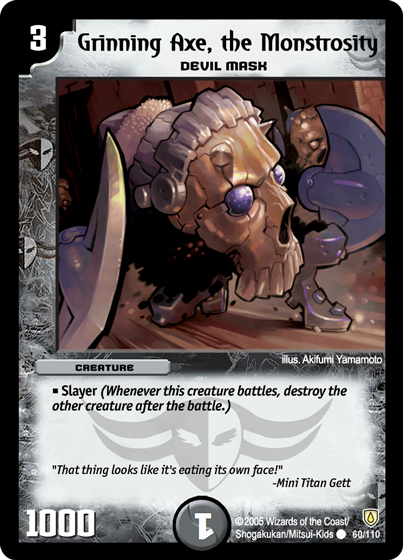 3
Grinning Axe, the Monstrosity
DEVIL MASK
illus. Akifumi Yamamoto
CREATURE
▪ Slayer (Whenever this creature battles, destroy the
other creature after the battle.)
"That thing looks like it's eating its own face!"
-Mini Titan Gett
1000
1
©2005 Wizards of the Coast/
Shogakukan/Mitsui-Kids ● 60/110